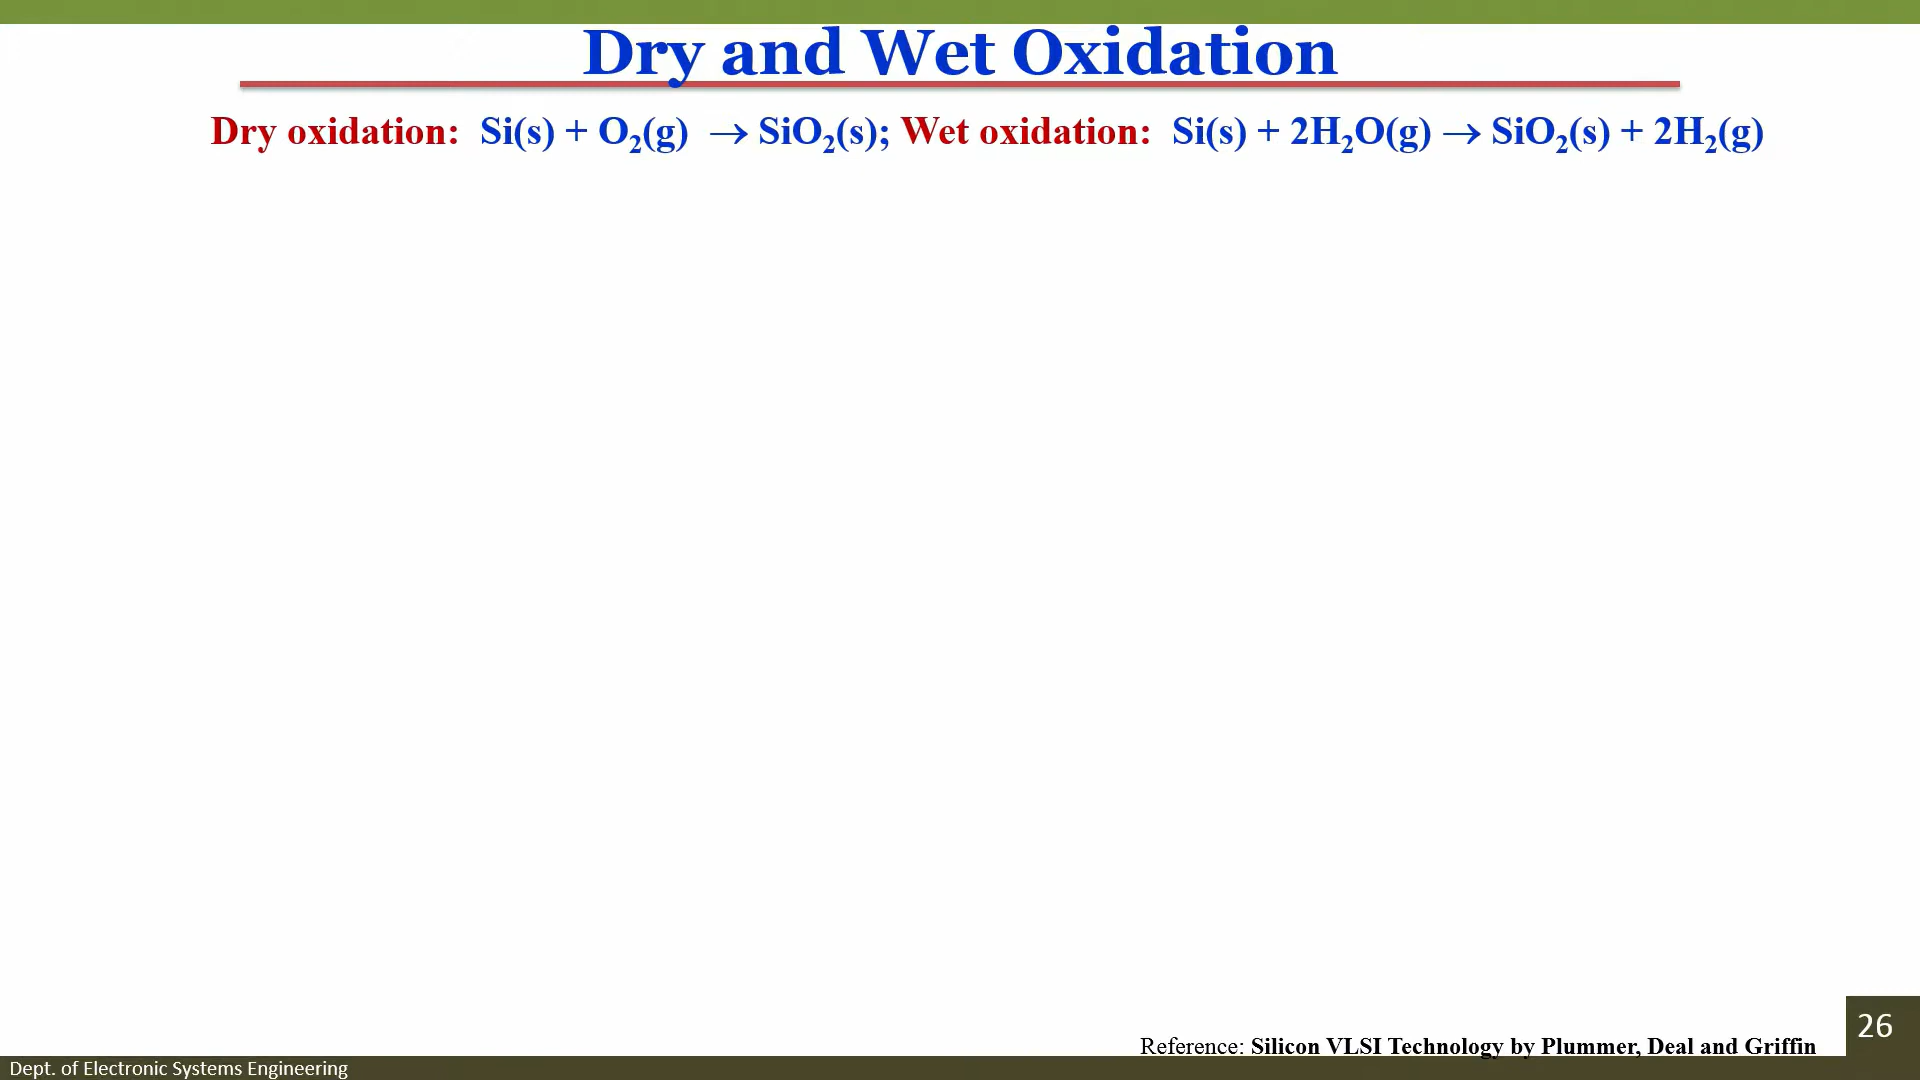 Dry and Wet Oxidation
Dry oxidation: Si(s) + O₂(g) → SiO₂(s); Wet oxidation: Si(s) + 2H₂O(g) → SiO₂(s) + 2H₂(g)
26
Reference: Silicon VLSI Technology by Plummer, Deal and Griffin
Dept. of Electronic Systems Engineering